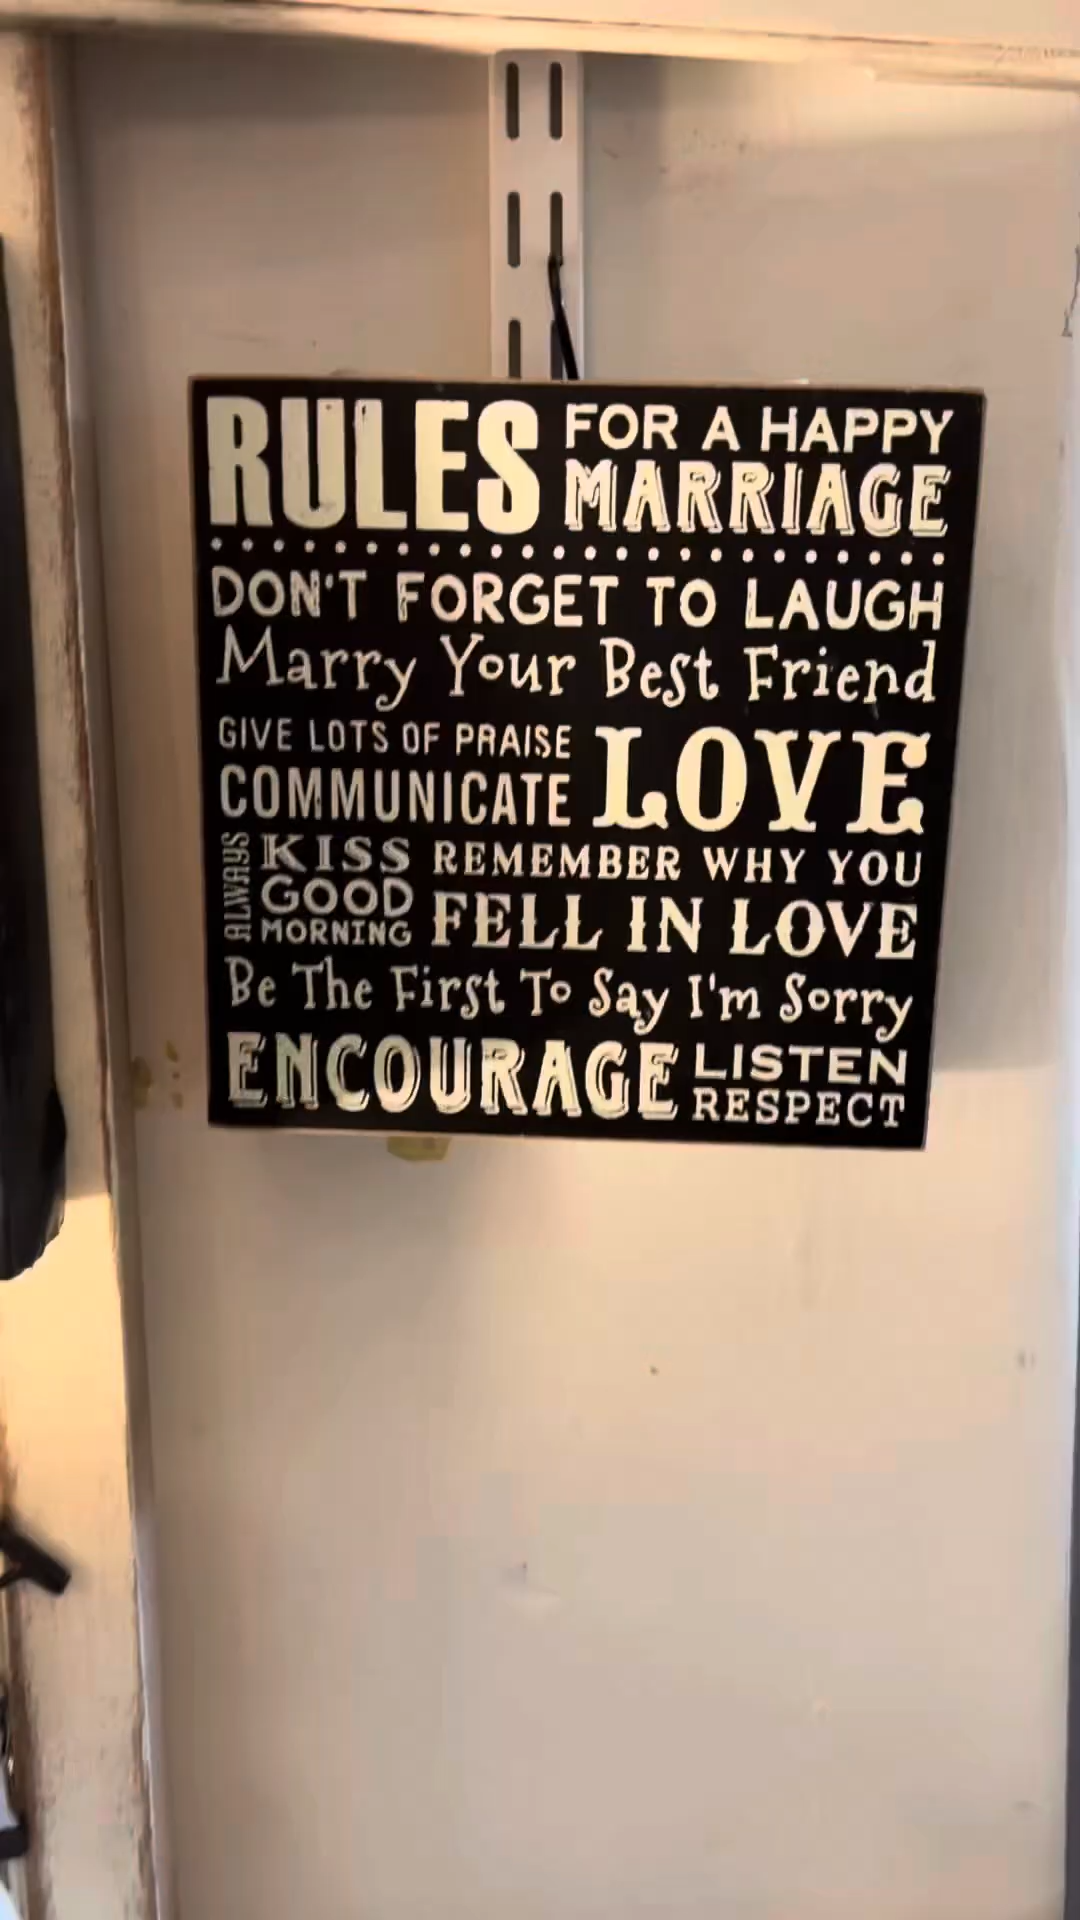 RULES FOR A HAPPY
MARRIAGE
DON'T FORGET TO LAUGH
Marry Your Best Friend
GIVE LOTS OF PRAISE
COMMUNICATE
LOVE
ALWAYS
KISS
GOOD
MORNING
REMEMBER WHY YOU
FELL IN LOVE
Be The First To Say I'm Sorry
ENCOURAGE
LISTEN
RESPECT